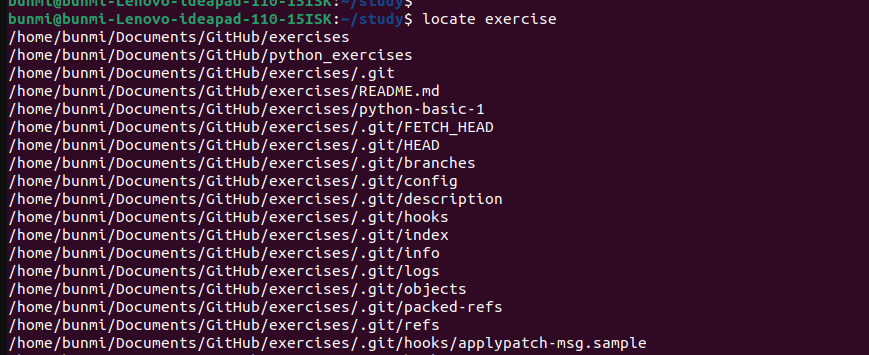 bunmi@bunmi-Lenovo-ideapad-110-15ISK:~/study$
bunmi@bunmi-Lenovo-ideapad-110-15ISK:~/study$ locate exercise
/home/bunmi/Documents/GitHub/exercises
/home/bunmi/Documents/GitHub/python_exercises
/home/bunmi/Documents/GitHub/exercises/.git
/home/bunmi/Documents/GitHub/exercises/README.md
/home/bunmi/Documents/GitHub/exercises/python-basic-1
/home/bunmi/Documents/GitHub/exercises/.git/FETCH_HEAD
/home/bunmi/Documents/GitHub/exercises/.git/HEAD
/home/bunmi/Documents/GitHub/exercises/.git/branches
/home/bunmi/Documents/GitHub/exercises/.git/config
/home/bunmi/Documents/GitHub/exercises/.git/description
/home/bunmi/Documents/GitHub/exercises/.git/hooks
/home/bunmi/Documents/GitHub/exercises/.git/index
/home/bunmi/Documents/GitHub/exercises/.git/info
/home/bunmi/Documents/GitHub/exercises/.git/logs
/home/bunmi/Documents/GitHub/exercises/.git/objects
/home/bunmi/Documents/GitHub/exercises/.git/packed-refs
/home/bunmi/Documents/GitHub/exercises/.git/refs
/home/bunmi/Documents/GitHub/exercises/.git/hooks/applypatch-msg.sample